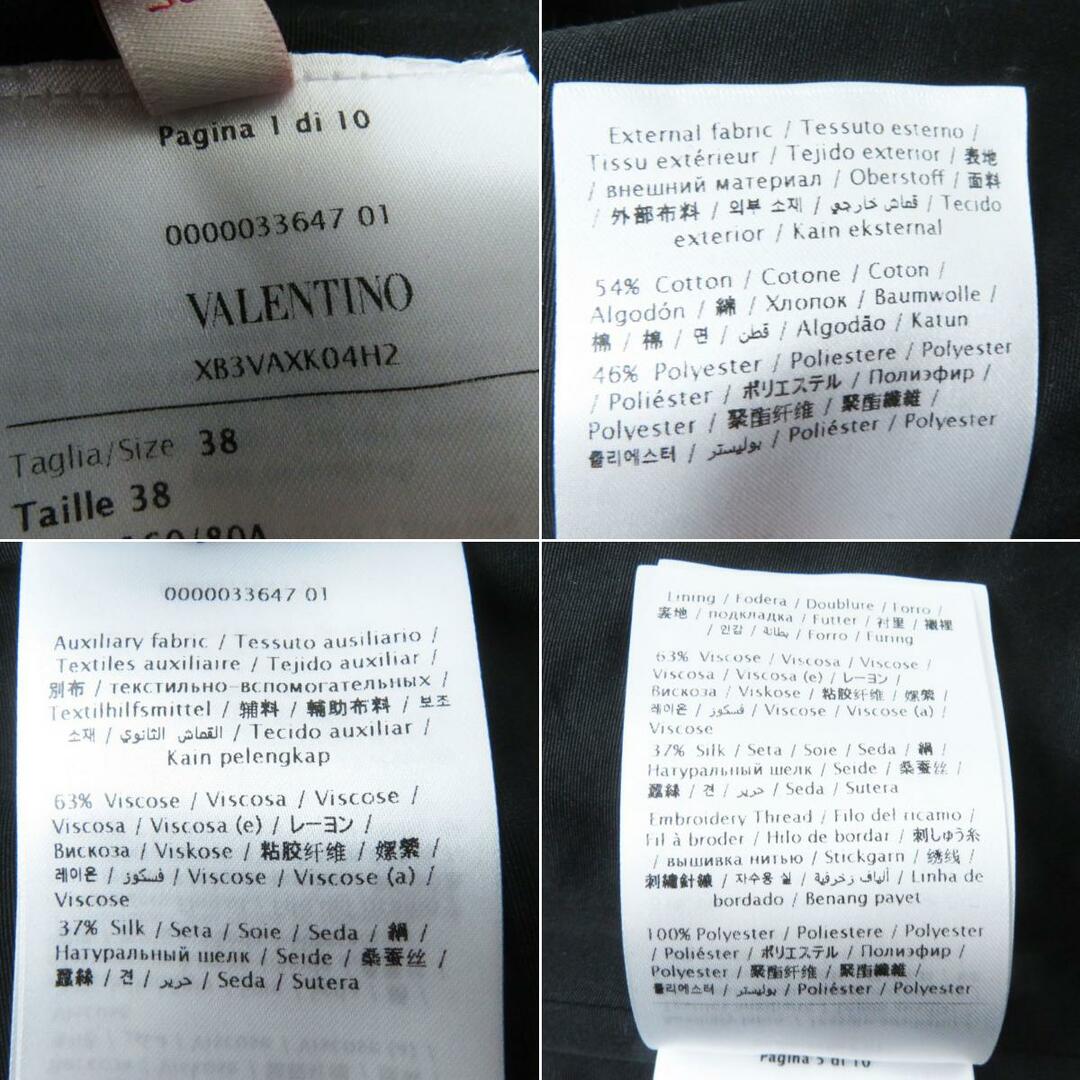 Pagina 1 di 10
0000033647 01
VALENTINO
XB3VAXK04H2
Taglia/Size 38
Taille 38
160/80A
External fabric / Tessuto esterno /
Tissu extérieur / Tejido exterior / 表地
/ внешний материал / Oberstoff / 面料
/ 外部布料 / 외부 소재 / قماش خارجي / Tecido
exterior / Kain eksternal
54% Cotton / Cotone / Coton /
Algodón / 綿 / Хлопок / Baumwolle /
棉 / 棉 / 면 / قطن / Algodão / Katun
46% Polyester / Poliestere / Polyester
/ Poliéster / ポリエステル / Полиэфир /
Polyester / 聚酯纤维 / 聚酯纖維 /
폴리에스터 / بوليستر / Poliéster / Polyester
0000033647 01
Auxiliary fabric / Tessuto ausiliario /
Textiles auxiliaire / Tejido auxiliar /
別布 / текстильно-вспомогательных /
Textilhilfsmittel / 辅料 / 輔助布料 / 보조
소재 / القماش الثانوي / Tecido auxiliar /
Kain pelengkap
63% Viscose / Viscosa / Viscose /
Viscosa / Viscosa (e) / レーヨン /
Вискоза / Viskose / 粘胶纤维 / 嫘縈 /
레이온 / فسكوز / Viscose / Viscose (a) /
Viscose
37% Silk / Seta / Soie / Seda / 絹 /
Натуральный шелк / Seide / 桑蚕丝 /
蠶絲 / 견 / حرير / Seda / Sutera
Lining / Fodera / Doublure / Forro /
裏地 / подкладка / Futter / 衬里 / 襯裡
/ 안감 / بطانة / Forro / Furing
63% Viscose / Viscosa / Viscose /
Viscosa / Viscosa (e) / レーヨン /
Вискоза / Viskose / 粘胶纤维 / 嫘縈 /
레이온 / فسكوز / Viscose / Viscose (a) /
Viscose
37% Silk / Seta / Soie / Seda / 絹 /
Натуральный шелк / Seide / 桑蚕丝 /
蠶絲 / 견 / حرير / Seda / Sutera
Embroidery Thread / Filo del ricamo /
Fil à broder / Hilo de bordar / 刺しゅう糸
/ вышивка нитью / Stickgarn / 绣线 /
刺繡針線 / 자수용 실 / ألياف زخرفية / Linha de
bordado / Benang payet
100% Polyester / Poliestere / Polyester
/ Poliéster / ポリエステル / Полиэфир /
Polyester / 聚酯纤维 / 聚酯纖維 /
폴리에스터 / بوليستر / Poliéster / Polyester
Pagina 5 di 10